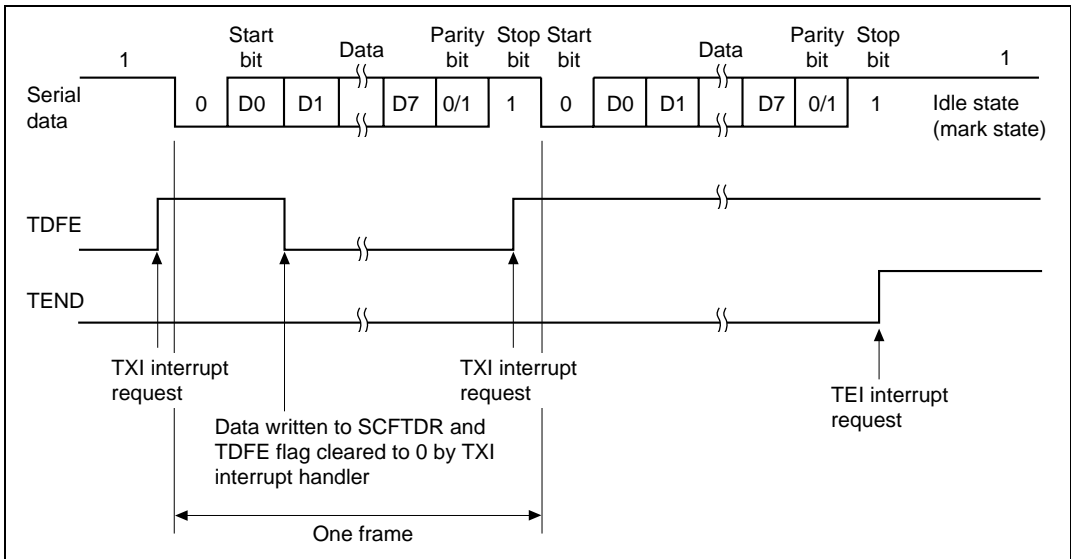 Start bit
Data
Parity bit
Stop bit
Start bit
Data
Parity bit
Stop bit
1
1
Serial data
0 D0 D1 D7 0/1 1 0 D0 D1 D7 0/1 1
Idle state
(mark state)
TDFE
TEND
TXI interrupt
request
TXI interrupt
request
TEI interrupt
request
Data written to SCFTDR and
TDFE flag cleared to 0 by TXI
interrupt handler
One frame